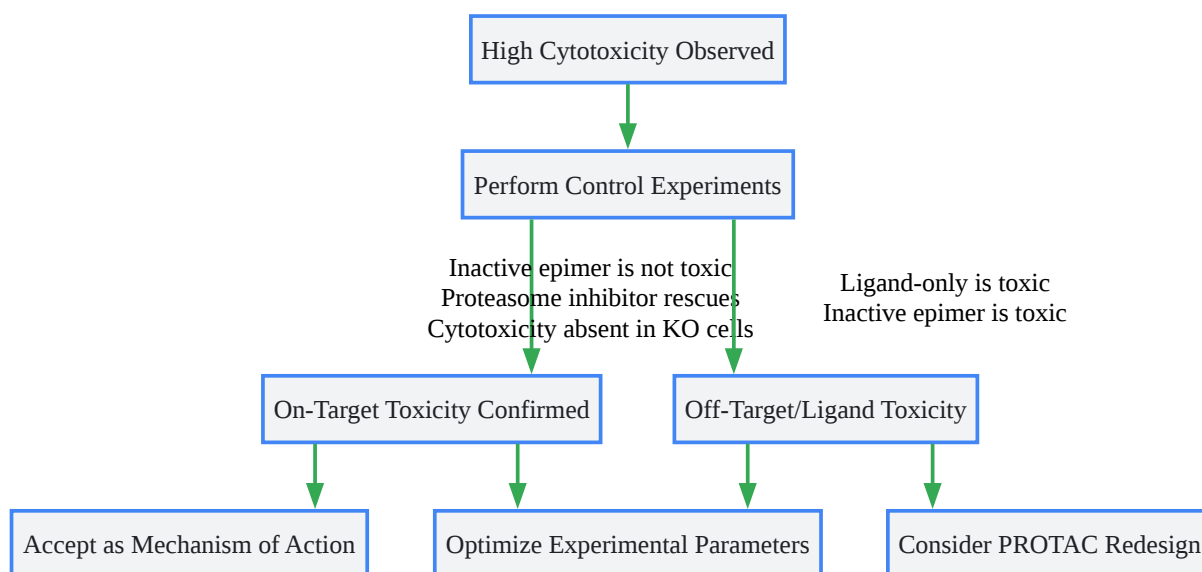 High Cytotoxicity Observed
Perform Control Experiments
Inactive epimer is not toxic
Proteasome inhibitor rescues
Cytotoxicity absent in KO cells
Ligand-only is toxic
Inactive epimer is toxic
On-Target Toxicity Confirmed
Off-Target/Ligand Toxicity
Accept as Mechanism of Action
Optimize Experimental Parameters
Consider PROTAC Redesign